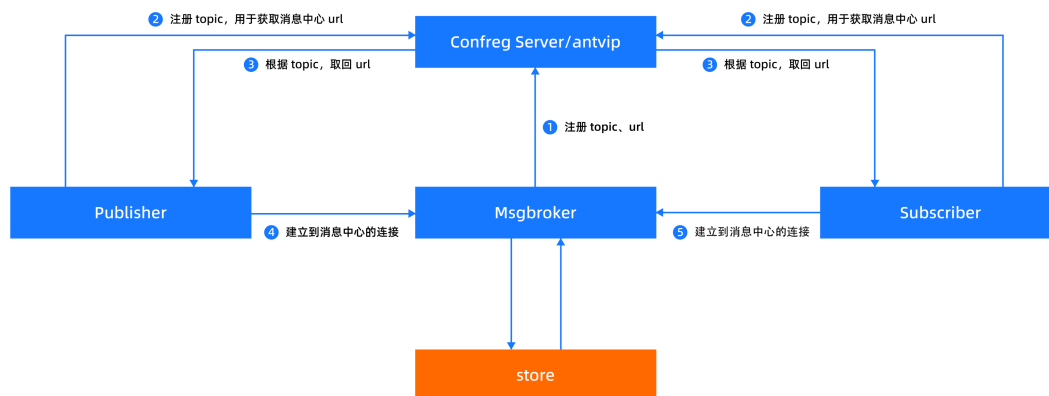 2 注册 topic，用于获取消息中心 url
2 注册 topic，用于获取消息中心 url
Confreg Server/antvip
3 根据 topic，取回 url
3 根据 topic，取回 url
1 注册 topic、url
Publisher
Msgbroker
Subscriber
4 建立到消息中心的连接
5 建立到消息中心的连接
store